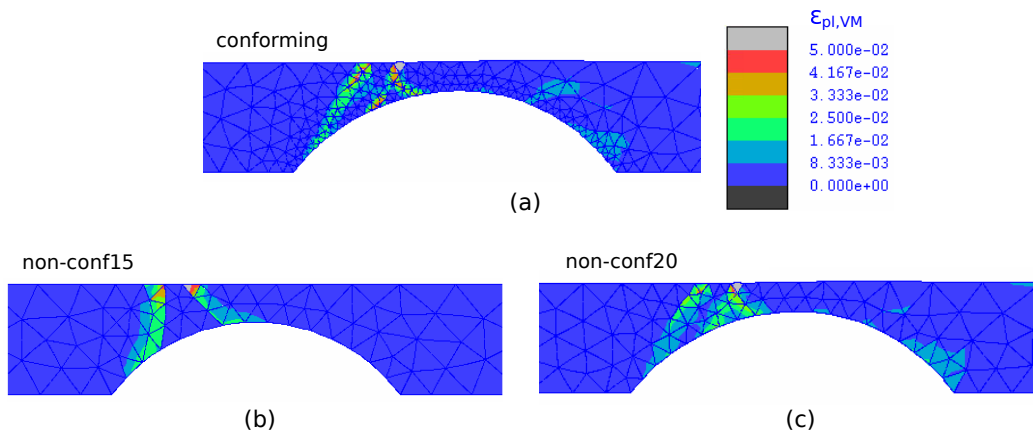 conforming
ε_pl,VM
5.000e-02
4.167e-02
3.333e-02
2.500e-02
1.667e-02
8.333e-03
0.000e+00
(a)
non-conf15
non-conf20
(b)
(c)